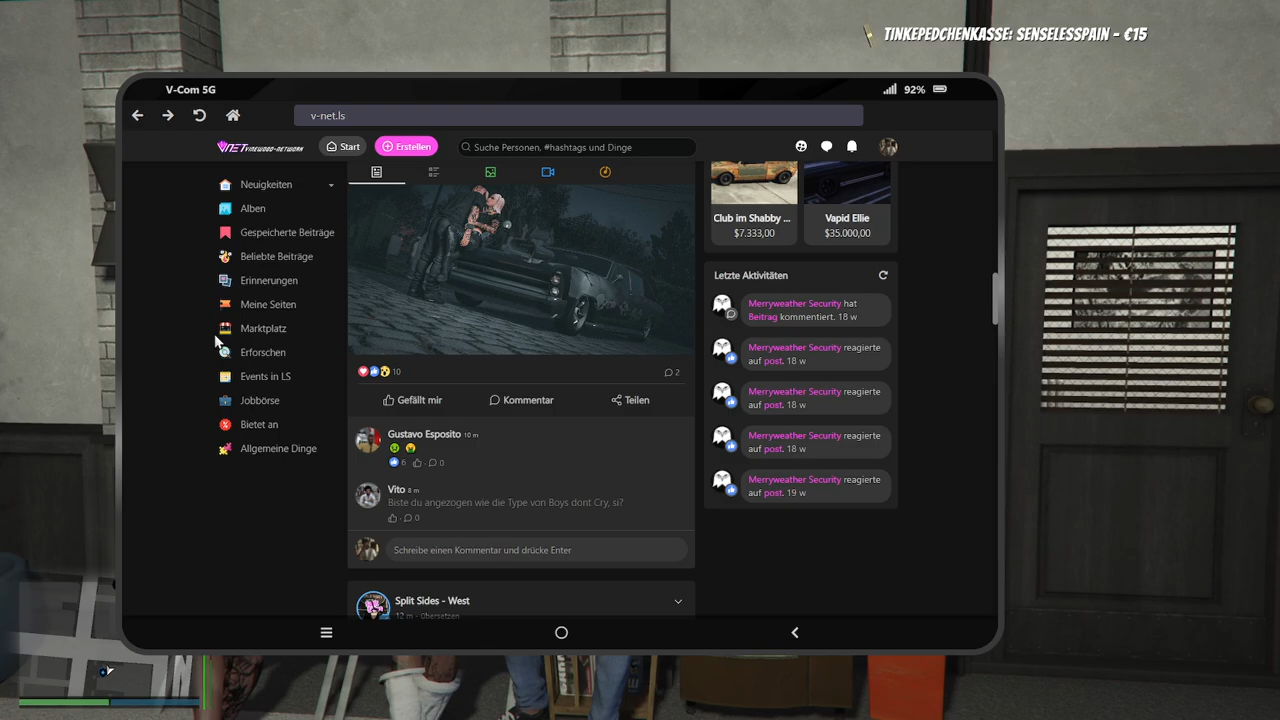 TINKEPEDCHENKASSE: SENSELESSPAIN - €15
V-Com 5G
92%
v-net.ls
VNET VINEWOOD-NETWORK
Start
Erstellen
Suche Personen, #hashtags und Dinge
Neuigkeiten
Alben
Gespeicherte Beiträge
Beliebte Beiträge
Erinnerungen
Meine Seiten
Marktplatz
Erforschen
Events in LS
Jobbörse
Bietet an
Allgemeine Dinge
10
2
Gefällt mir
Kommentar
Teilen
Gustavo Esposito 10 m
6 · 0
Vito 8 m
Biste du angezogen wie die Type von Boys dont Cry, si?
· 0
Schreibe einen Kommentar und drücke Enter
Split Sides - West
12 m - Übersetzen
Club im Shabby ...
$7.333,00
Vapid Ellie
$35.000,00
Letzte Aktivitäten
Merryweather Security hat
Beitrag kommentiert. 18 w
Merryweather Security reagierte
auf post. 18 w
Merryweather Security reagierte
auf post. 18 w
Merryweather Security reagierte
auf post. 18 w
Merryweather Security reagierte
auf post. 19 w
N